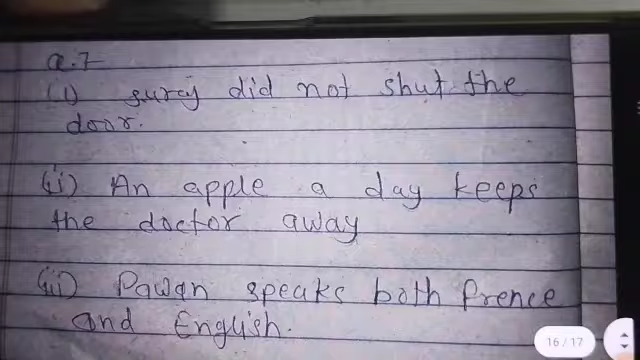 Q.7
(i) suraj did not shut the
door.
(ii) An apple a day keeps
the doctor away
(iii) Pawan speaks both frence
and English.
16/17